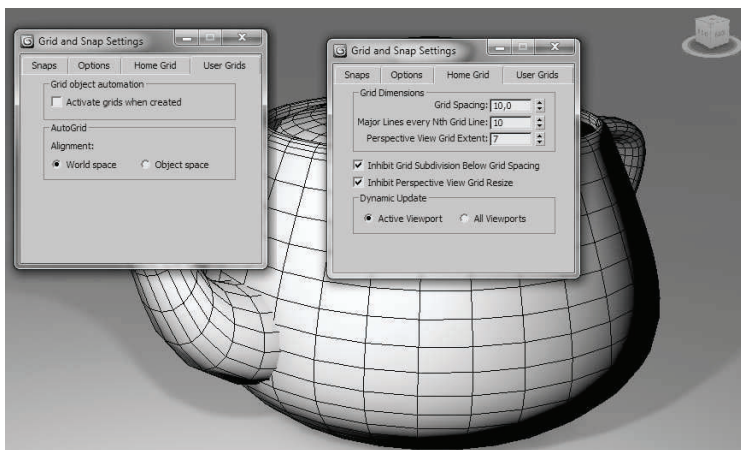 Grid and Snap Settings
Snaps Options Home Grid User Grids
Grid object automation
Activate grids when created
AutoGrid
Alignment:
World space Object space
Grid and Snap Settings
Snaps Options Home Grid User Grids
Grid Dimensions
Grid Spacing: 10,0
Major Lines every Nth Grid Line: 10
Perspective View Grid Extent: 7
Inhibit Grid Subdivision Below Grid Spacing
Inhibit Perspective View Grid Resize
Dynamic Update
Active Viewport All Viewports